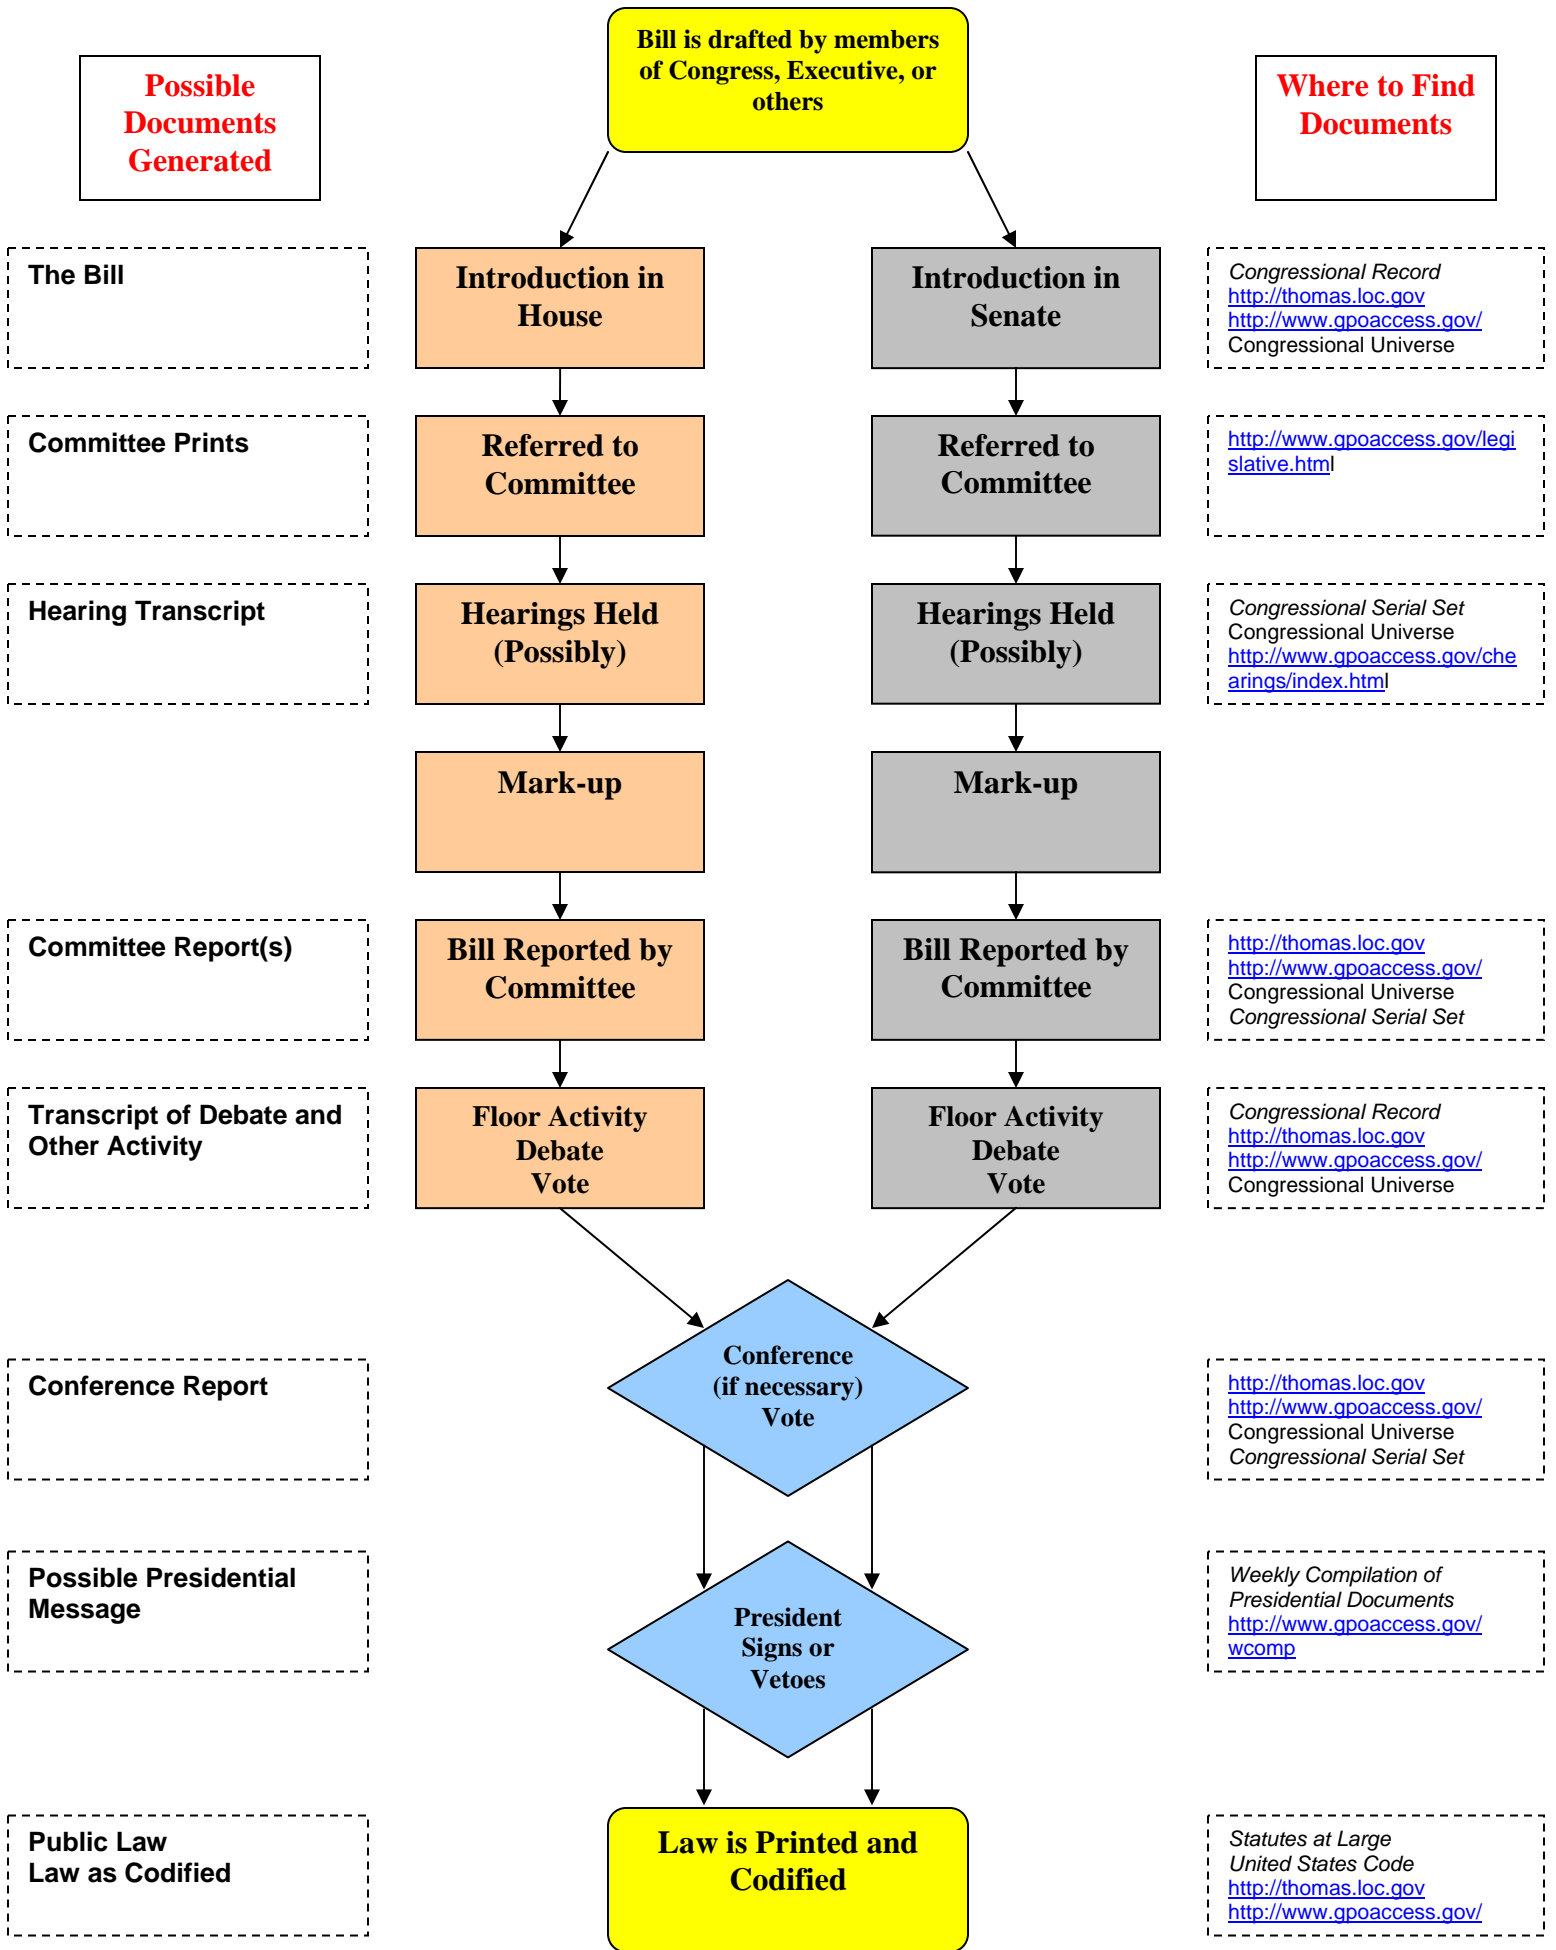 Bill is drafted by members
of Congress, Executive, or
others
Possible
Documents
Generated
Where to Find
Documents
The Bill
Introduction in
House
Introduction in
Senate
Congressional Record
http://thomas.loc.gov
http://www.gpoaccess.gov/
Congressional Universe
Committee Prints
Referred to
Committee
Referred to
Committee
http://www.gpoaccess.gov/legi
slative.html
Hearing Transcript
Hearings Held
(Possibly)
Hearings Held
(Possibly)
Congressional Serial Set
Congressional Universe
http://www.gpoaccess.gov/che
arings/index.html
Mark-up
Mark-up
Committee Report(s)
Bill Reported by
Committee
Bill Reported by
Committee
http://thomas.loc.gov
http://www.gpoaccess.gov/
Congressional Universe
Congressional Serial Set
Transcript of Debate and
Other Activity
Floor Activity
Debate
Vote
Floor Activity
Debate
Vote
Congressional Record
http://thomas.loc.gov
http://www.gpoaccess.gov/
Congressional Universe
Conference Report
Conference
(if necessary)
Vote
http://thomas.loc.gov
http://www.gpoaccess.gov/
Congressional Universe
Congressional Serial Set
Possible Presidential
Message
President
Signs or
Vetoes
Weekly Compilation of
Presidential Documents
http://www.gpoaccess.gov/
wcomp
Public Law
Law as Codified
Law is Printed and
Codified
Statutes at Large
United States Code
http://thomas.loc.gov
http://www.gpoaccess.gov/